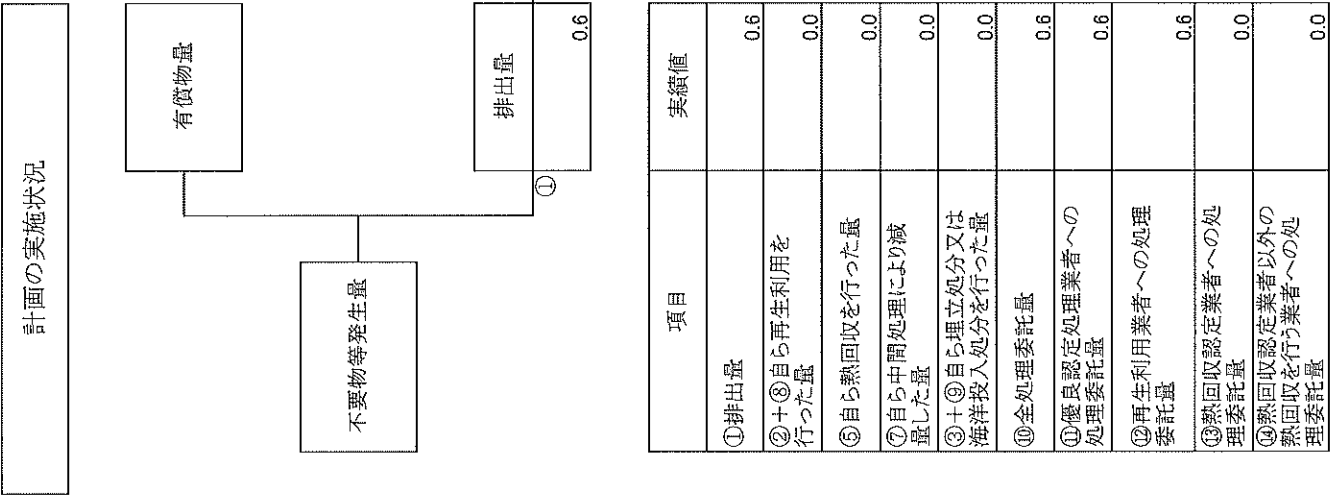 計画の実施状況
有償物量
不要物等発生量
①
排出量
0.6
項目
実績値
①排出量
0.6
②+⑧自ら再生利用を
行った量
0.0
⑤自ら熱回収を行った量
0.0
⑦自ら中間処理により減
量した量
0.0
③+⑨自ら埋立処分又は
海洋投入処分を行った量
0.0
⑩全処理委託量
0.6
⑪優良認定処理業者への
処理委託量
0.6
⑫再生利用業者への処理
委託量
0.6
⑬熱回収認定業者への処
理委託量
0.0
⑭熱回収認定業者以外の
熱回収を行う業者への処
理委託量
0.0